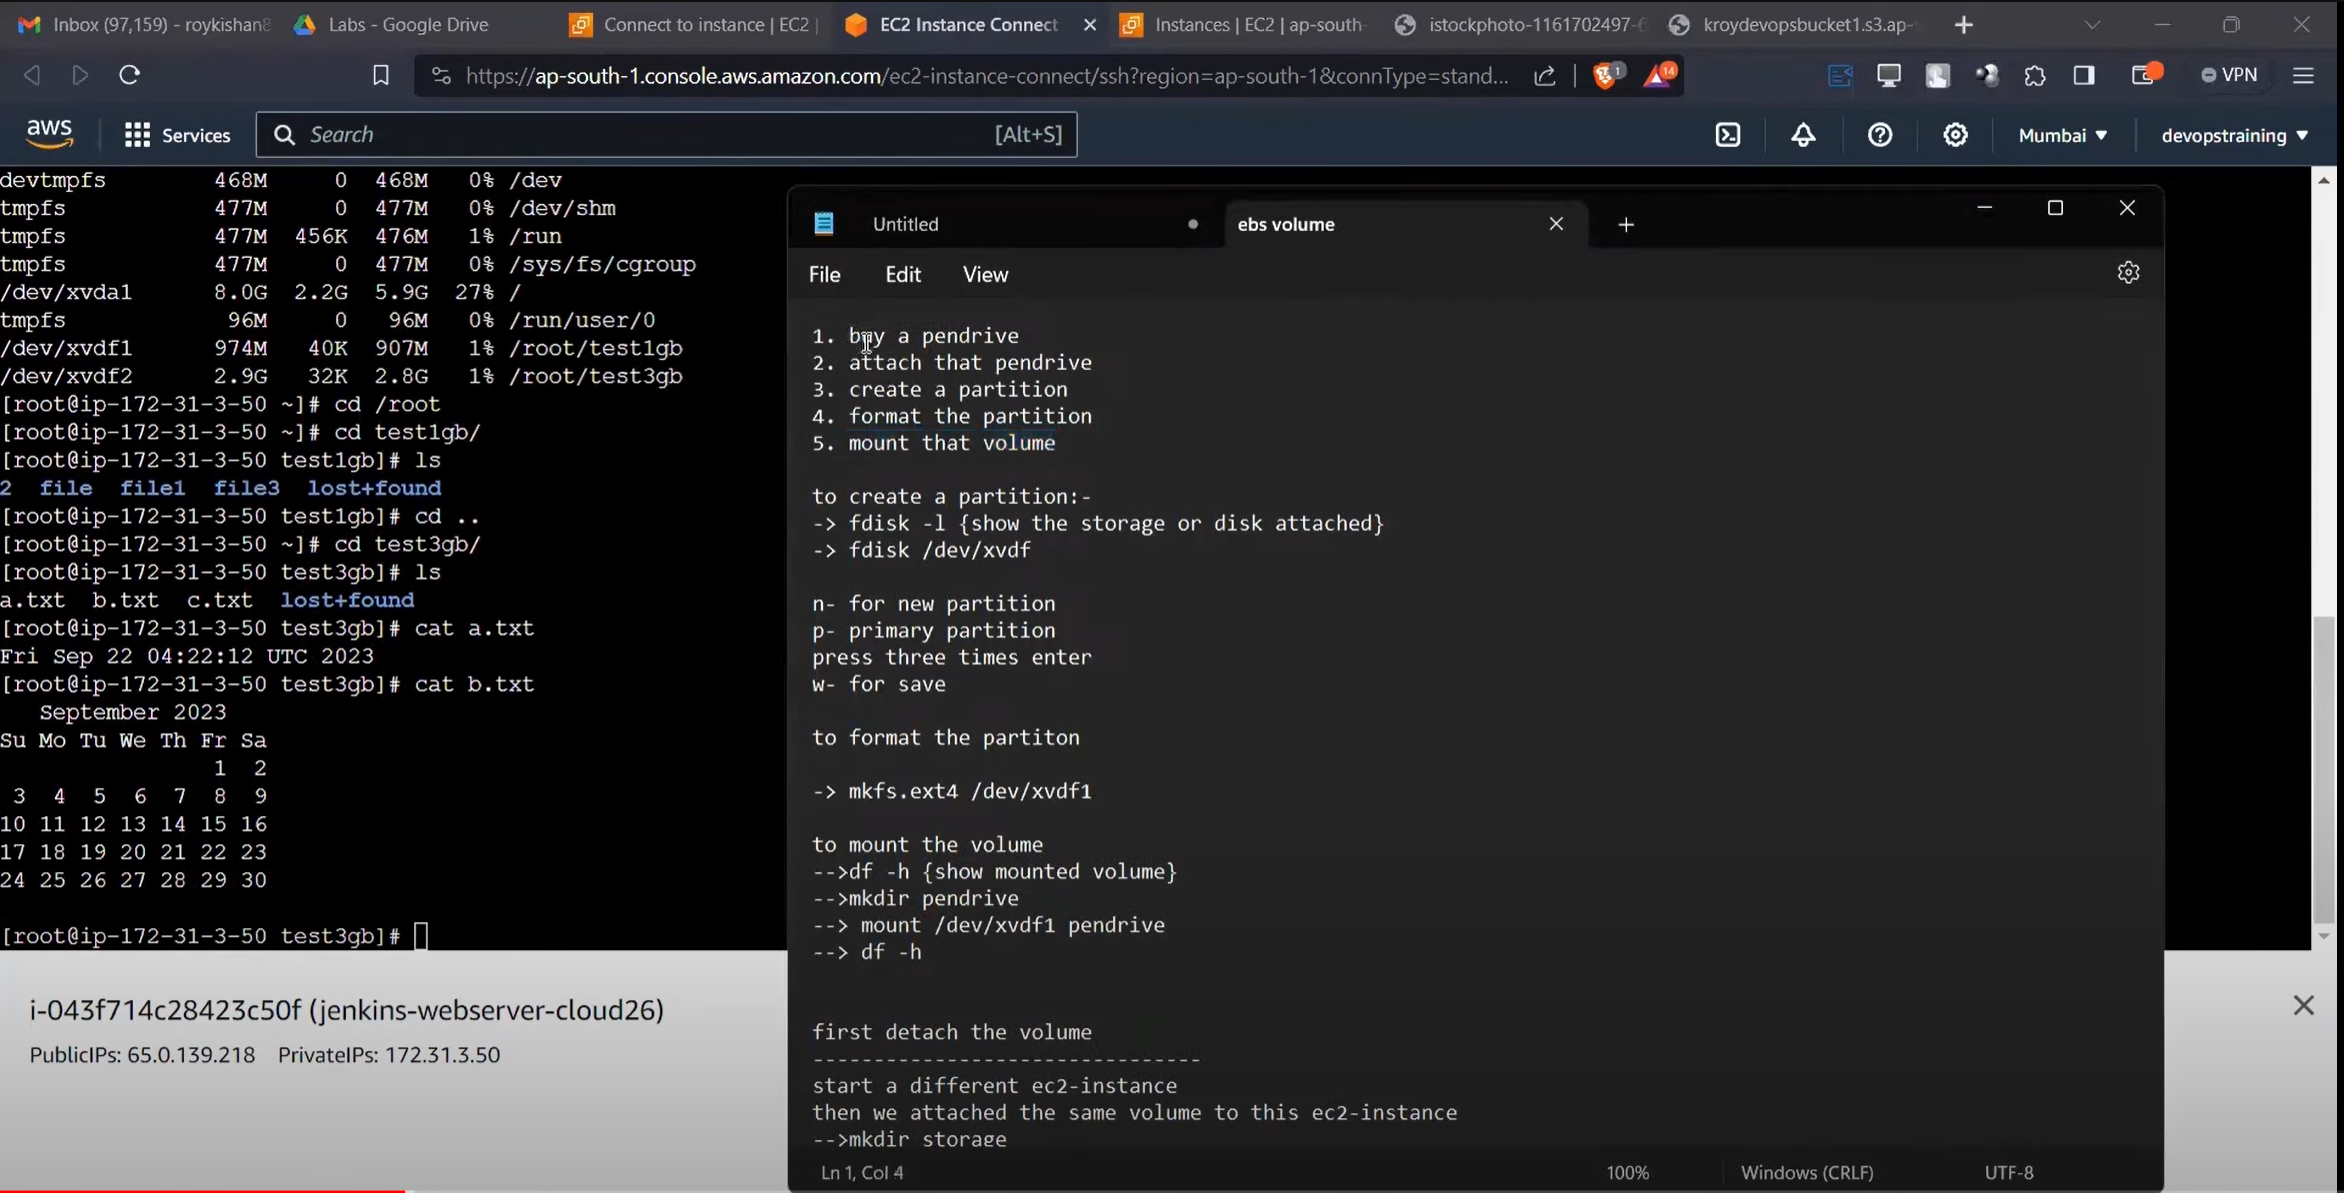 Inbox (97,159) - roykishan8
Labs - Google Drive
Connect to instance | EC2 |
EC2 Instance Connect
Instances | EC2 | ap-south-
istockphoto-1161702497-6
kroydevopsbucket1.s3.ap-
https://ap-south-1.console.aws.amazon.com/ec2-instance-connect/ssh?region=ap-south-1&connType=stand...
1
14
VPN
aws
Services
Search
[Alt+S]
Mumbai
devopstraining
devtmpfs 468M 0 468M 0% /dev
tmpfs 477M 0 477M 0% /dev/shm
tmpfs 477M 456K 476M 1% /run
tmpfs 477M 0 477M 0% /sys/fs/cgroup
/dev/xvda1 8.0G 2.2G 5.9G 27% /
tmpfs 96M 0 96M 0% /run/user/0
/dev/xvdf1 974M 40K 907M 1% /root/test1gb
/dev/xvdf2 2.9G 32K 2.8G 1% /root/test3gb
[root@ip-172-31-3-50 ~]# cd /root
[root@ip-172-31-3-50 ~]# cd test1gb/
[root@ip-172-31-3-50 test1gb]# ls
2 file file1 file3 lost+found
[root@ip-172-31-3-50 test1gb]# cd ..
[root@ip-172-31-3-50 ~]# cd test3gb/
[root@ip-172-31-3-50 test3gb]# ls
a.txt b.txt c.txt lost+found
[root@ip-172-31-3-50 test3gb]# cat a.txt
Fri Sep 22 04:22:12 UTC 2023
[root@ip-172-31-3-50 test3gb]# cat b.txt
September 2023
Su Mo Tu We Th Fr Sa
1 2
3 4 5 6 7 8 9
10 11 12 13 14 15 16
17 18 19 20 21 22 23
24 25 26 27 28 29 30
[root@ip-172-31-3-50 test3gb]#
Untitled
ebs volume
File
Edit
View
1. buy a pendrive
2. attach that pendrive
3. create a partition
4. format the partition
5. mount that volume
to create a partition:-
-> fdisk -l {show the storage or disk attached}
-> fdisk /dev/xvdf
n- for new partition
p- primary partition
press three times enter
w- for save
to format the partiton
-> mkfs.ext4 /dev/xvdf1
to mount the volume
-->df -h {show mounted volume}
-->mkdir pendrive
--> mount /dev/xvdf1 pendrive
--> df -h
first detach the volume
--------------------------------
start a different ec2-instance
then we attached the same volume to this ec2-instance
-->mkdir storage
Ln 1, Col 4
100%
Windows (CRLF)
UTF-8
i-043f714c28423c50f (jenkins-webserver-cloud26)
PublicIPs: 65.0.139.218 PrivateIPs: 172.31.3.50